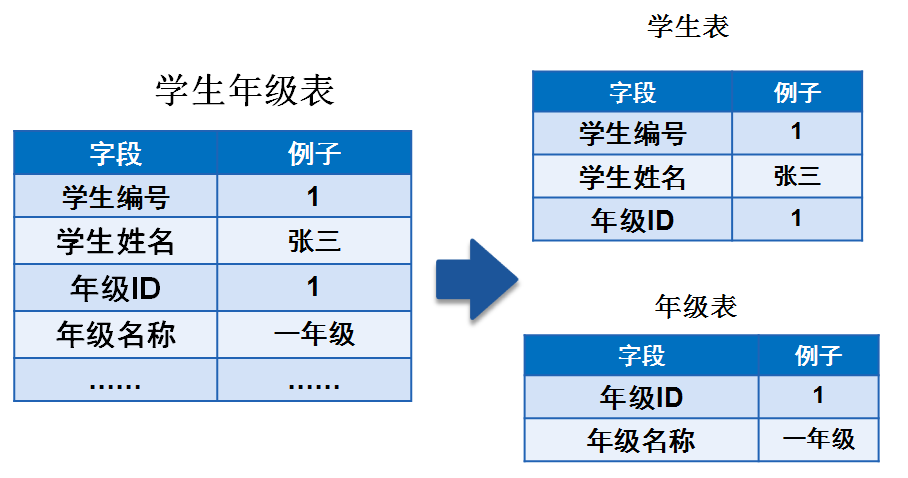 学生年级表
字段 例子
学生编号 1
学生姓名 张三
年级ID 1
年级名称 一年级
…… ……
学生表
字段 例子
学生编号 1
学生姓名 张三
年级ID 1
年级表
字段 例子
年级ID 1
年级名称 一年级